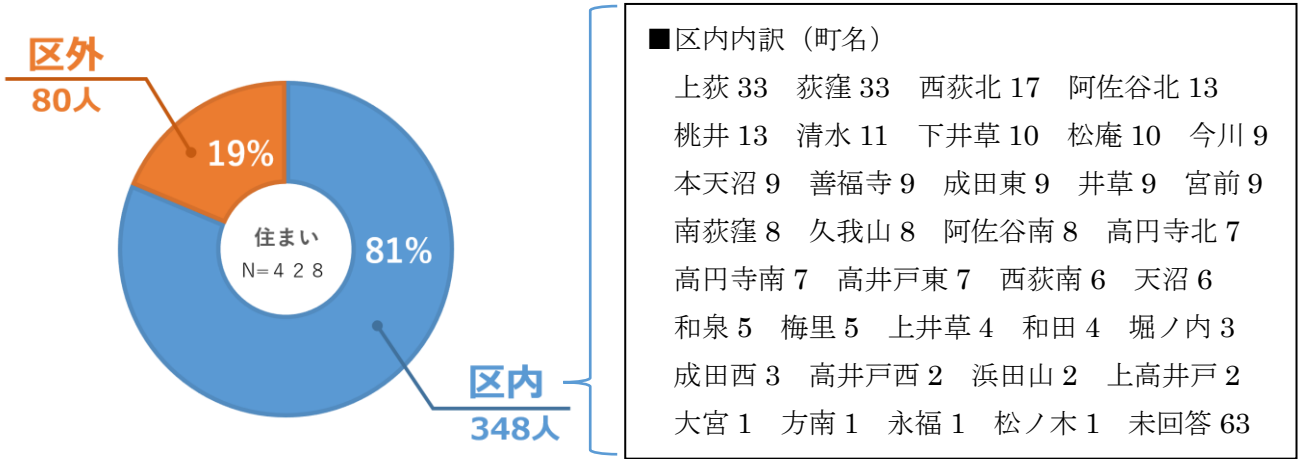 区外
80人
19%
住まい
N=４２８
81%
区内
348人
■区内内訳（町名）
上荻 33 荻窪 33 西荻北 17 阿佐谷北 13
桃井 13 清水 11 下井草 10 松庵 10 今川 9
本天沼 9 善福寺 9 成田東 9 井草 9 宮前 9
南荻窪 8 久我山 8 阿佐谷南 8 高円寺北 7
高円寺南 7 高井戸東 7 西荻南 6 天沼 6
和泉 5 梅里 5 上井草 4 和田 4 堀ノ内 3
成田西 3 高井戸西 2 浜田山 2 上高井戸 2
大宮 1 方南 1 永福 1 松ノ木 1 未回答 63